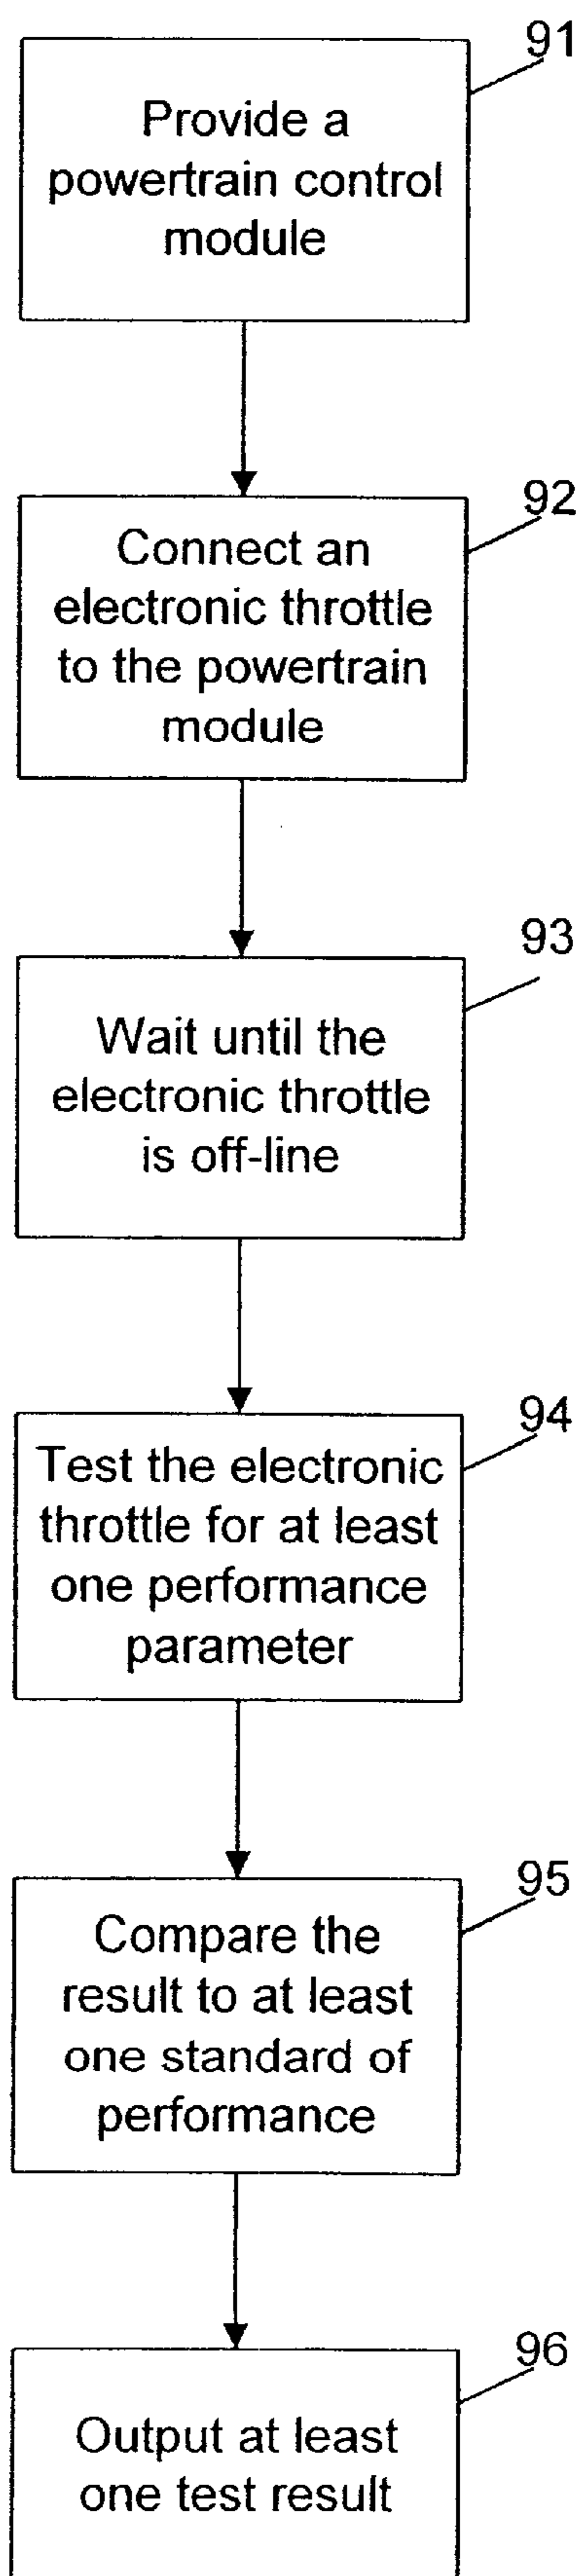 91
Provide a
powertrain control
module
92
Connect an
electronic throttle
to the powertrain
module
93
Wait until the
electronic throttle
is off-line
94
Test the electronic
throttle for at least
one performance
parameter
95
Compare the
result to at least
one standard of
performance
96
Output at least
one test result